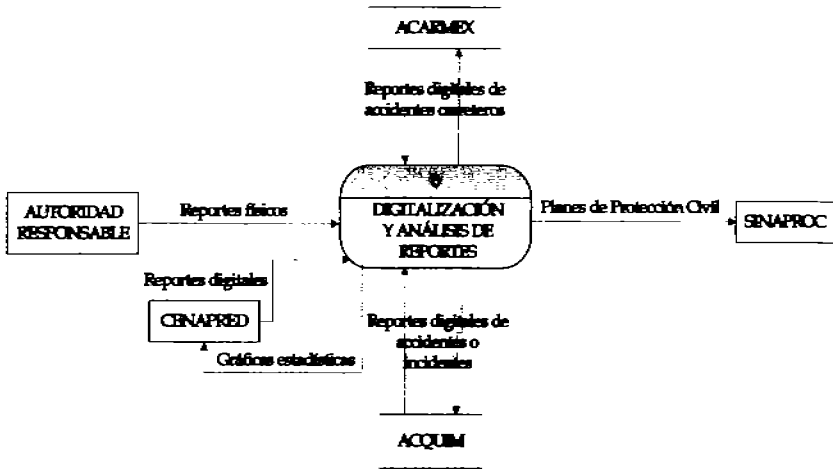 ACARMEX
Reportes digitales de
accidentes carreteros
AUTORIDAD
RESPONSABLE
Reportes físicos
DIGITALIZACIÓN
Y ANÁLISIS DE
REPORTES
Planes de Protección Civil
SINAPROC
Reportes digitales
CENAPRED
Gráficas estadísticas
Reportes digitales de
accidentes o
incidentes
ACQUIM